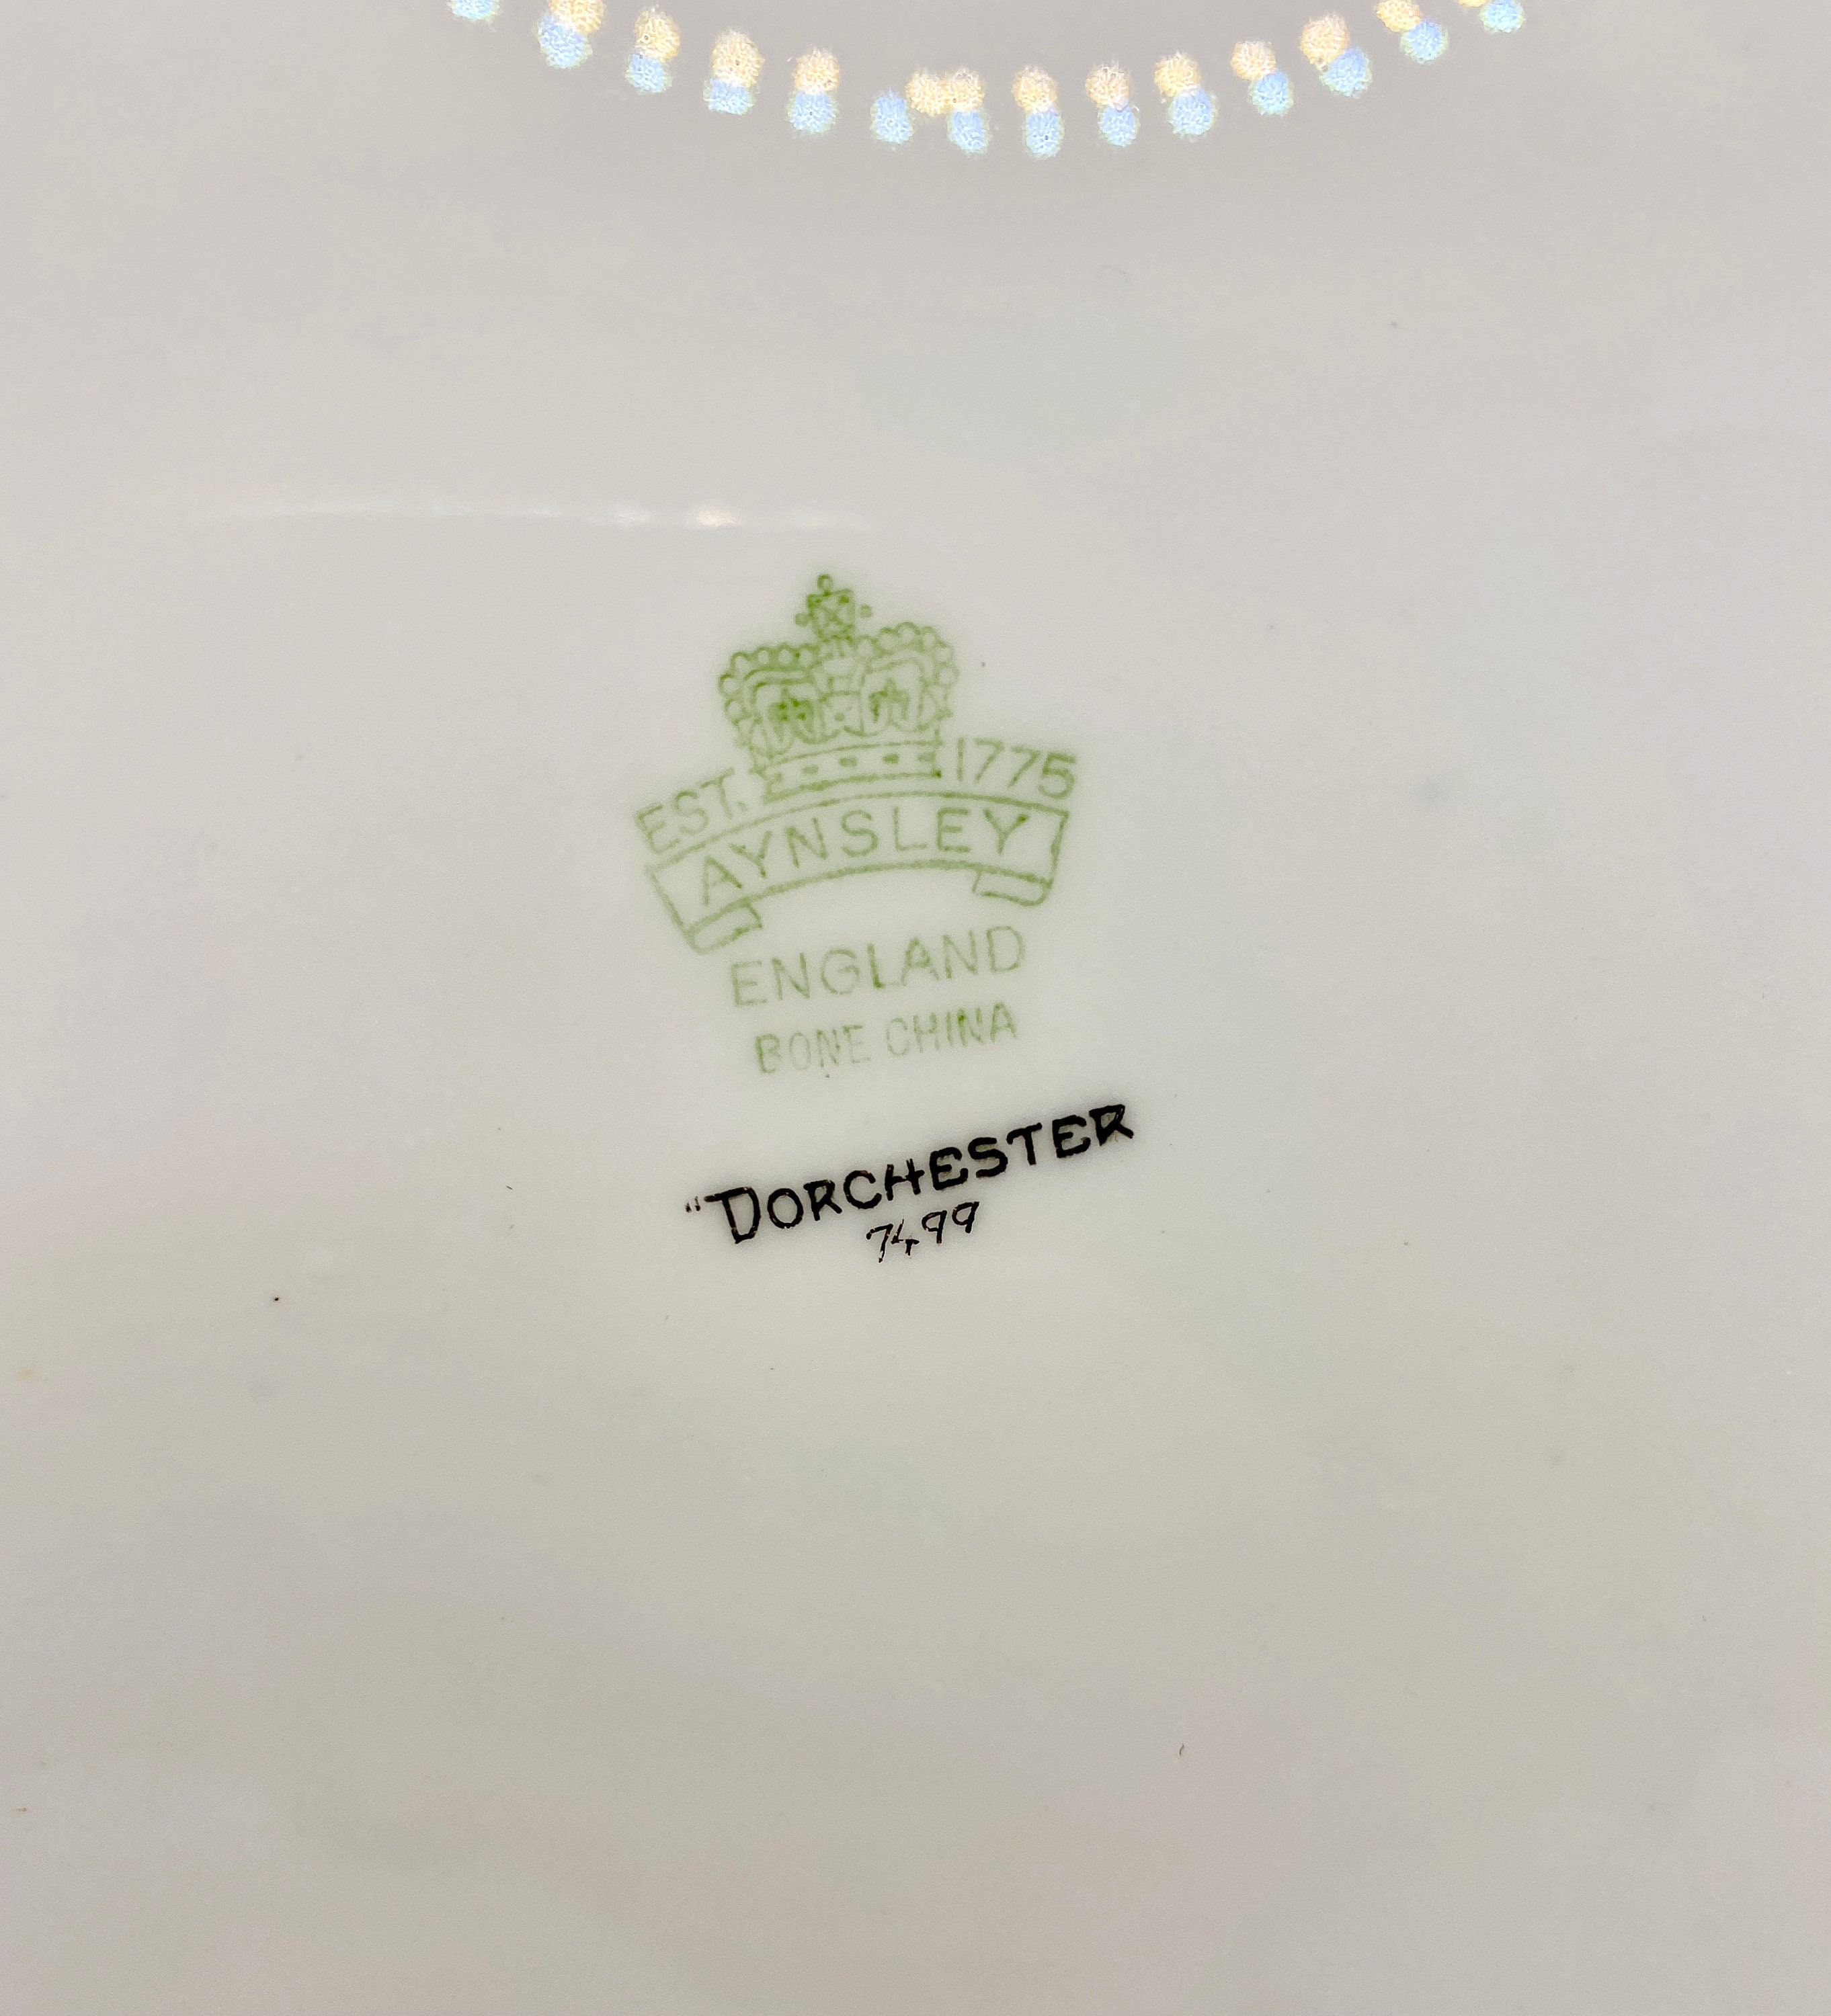 EST. 1775
AYNSLEY
ENGLAND
BONE CHINA
"DORCHESTER
7499